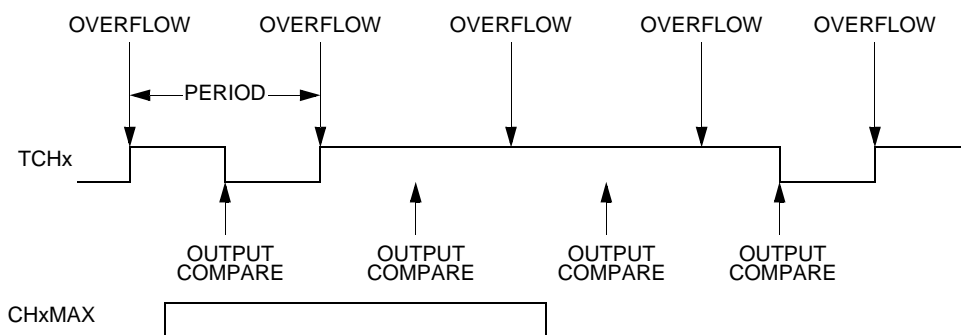 OVERFLOW OVERFLOW OVERFLOW OVERFLOW OVERFLOW
PERIOD
TCHx
OUTPUT COMPARE
OUTPUT COMPARE
OUTPUT COMPARE
OUTPUT COMPARE
CHxMAX